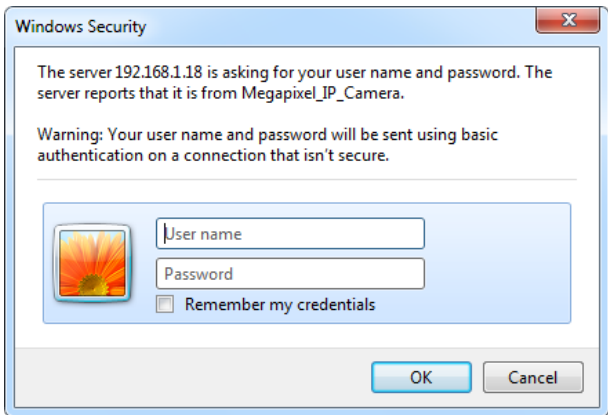 Windows Security
The server 192.168.1.18 is asking for your user name and password. The
server reports that it is from Megapixel_IP_Camera.
Warning: Your user name and password will be sent using basic
authentication on a connection that isn't secure.
User name
Password
Remember my credentials
OK
Cancel